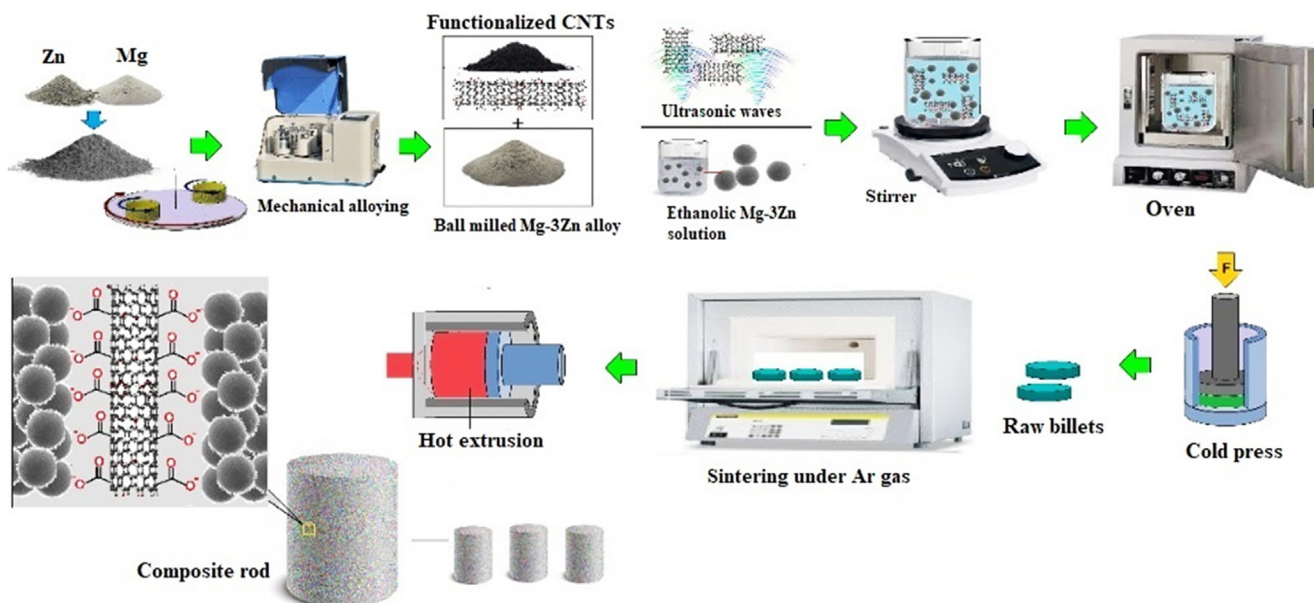 Zn
Mg
Mechanical alloying
Functionalized CNTs
+
Ball milled Mg-3Zn alloy
Ultrasonic waves
Ethanolic Mg-3Zn
solution
Stirrer
Oven
F
Cold press
Raw billets
Sintering under Ar gas
Hot extrusion
Composite rod